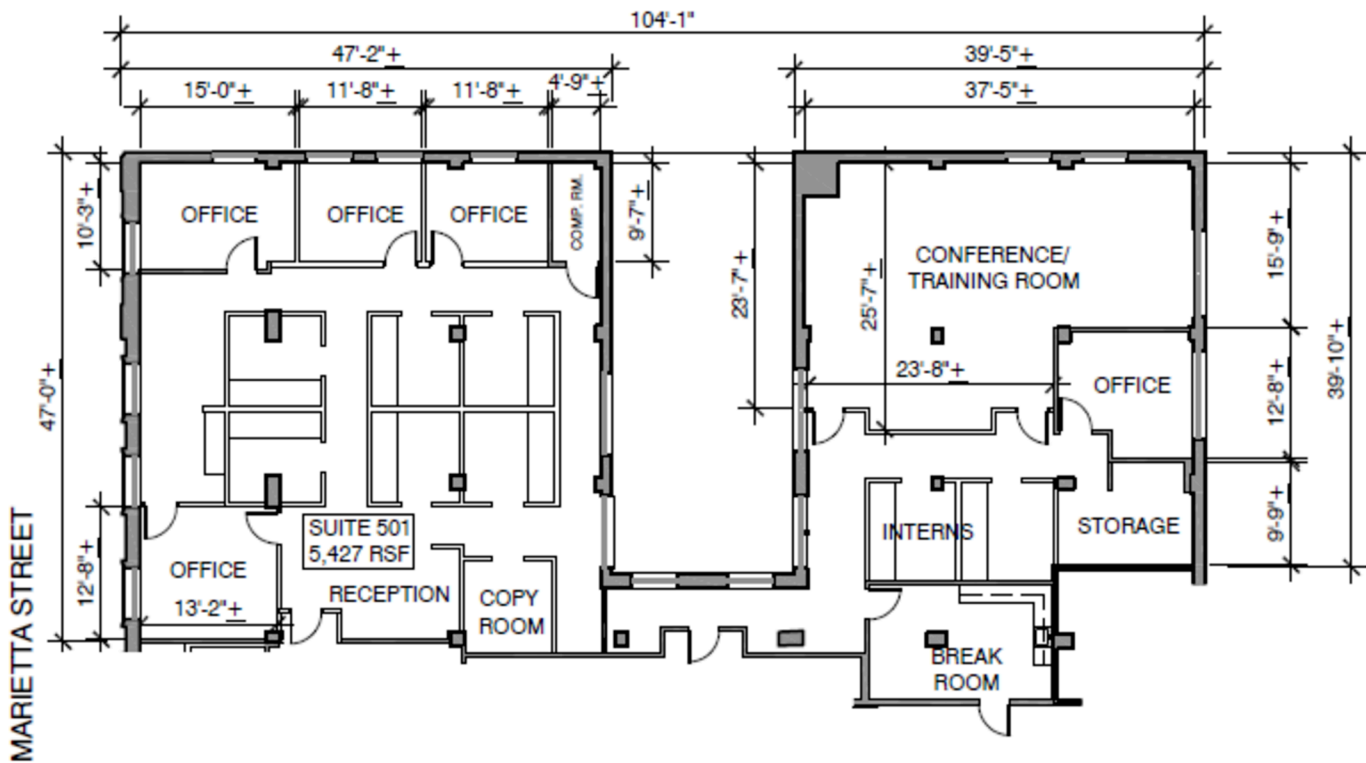 104'-1"
47'-2"±
39'-5"±
15'-0"±
11'-8"±
11'-8"±
4'-9"±
37'-5"±
10'-3"±
OFFICE
OFFICE
OFFICE
COMP. RM.
9'-7"±
23'-7"±
25'-7"±
CONFERENCE/
TRAINING ROOM
15'-9"±
39'-10"±
47'-0"±
23'-8"±
OFFICE
12'-8"±
MARIETTA STREET
12'-8"±
OFFICE
13'-2"±
SUITE 501
5,427 RSF
RECEPTION
COPY
ROOM
INTERNS
STORAGE
9'-9"±
BREAK
ROOM